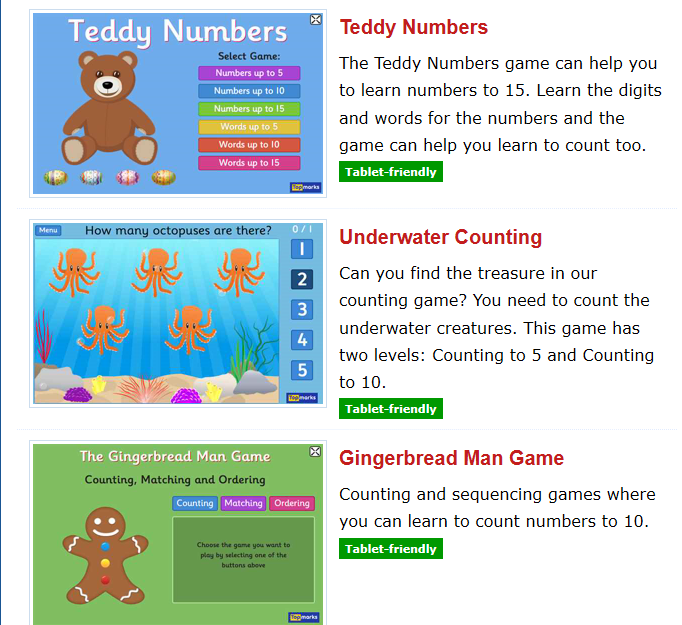 Teddy Numbers
Select Game:
Numbers up to 5
Numbers up to 10
Numbers up to 15
Words up to 5
Words up to 10
Words up to 15
Topmarks
Teddy Numbers
The Teddy Numbers game can help you
to learn numbers to 15. Learn the digits
and words for the numbers and the
game can help you learn to count too.
Tablet-friendly
Menu
How many octopuses are there?
0 / 1
1
2
3
4
5
Topmarks
Underwater Counting
Can you find the treasure in our
counting game? You need to count the
underwater creatures. This game has
two levels: Counting to 5 and Counting
to 10.
Tablet-friendly
The Gingerbread Man Game
Counting, Matching and Ordering
Counting Matching Ordering
Choose the game you want to
play by selecting one of the
buttons above
Topmarks
Gingerbread Man Game
Counting and sequencing games where
you can learn to count numbers to 10.
Tablet-friendly